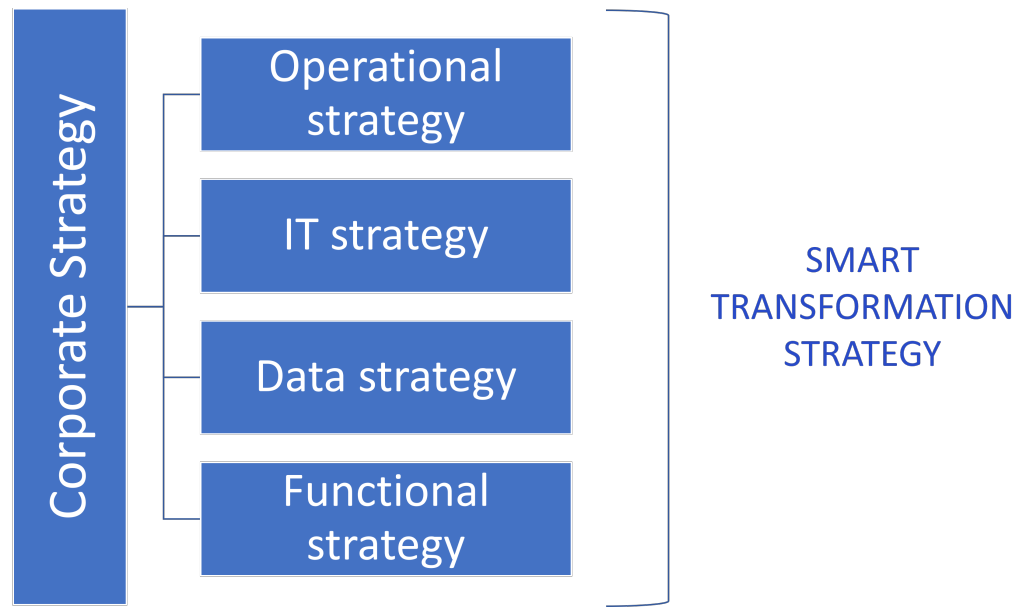 Corporate Strategy
Operational
strategy
IT strategy
Data strategy
Functional
strategy
SMART
TRANSFORMATION
STRATEGY